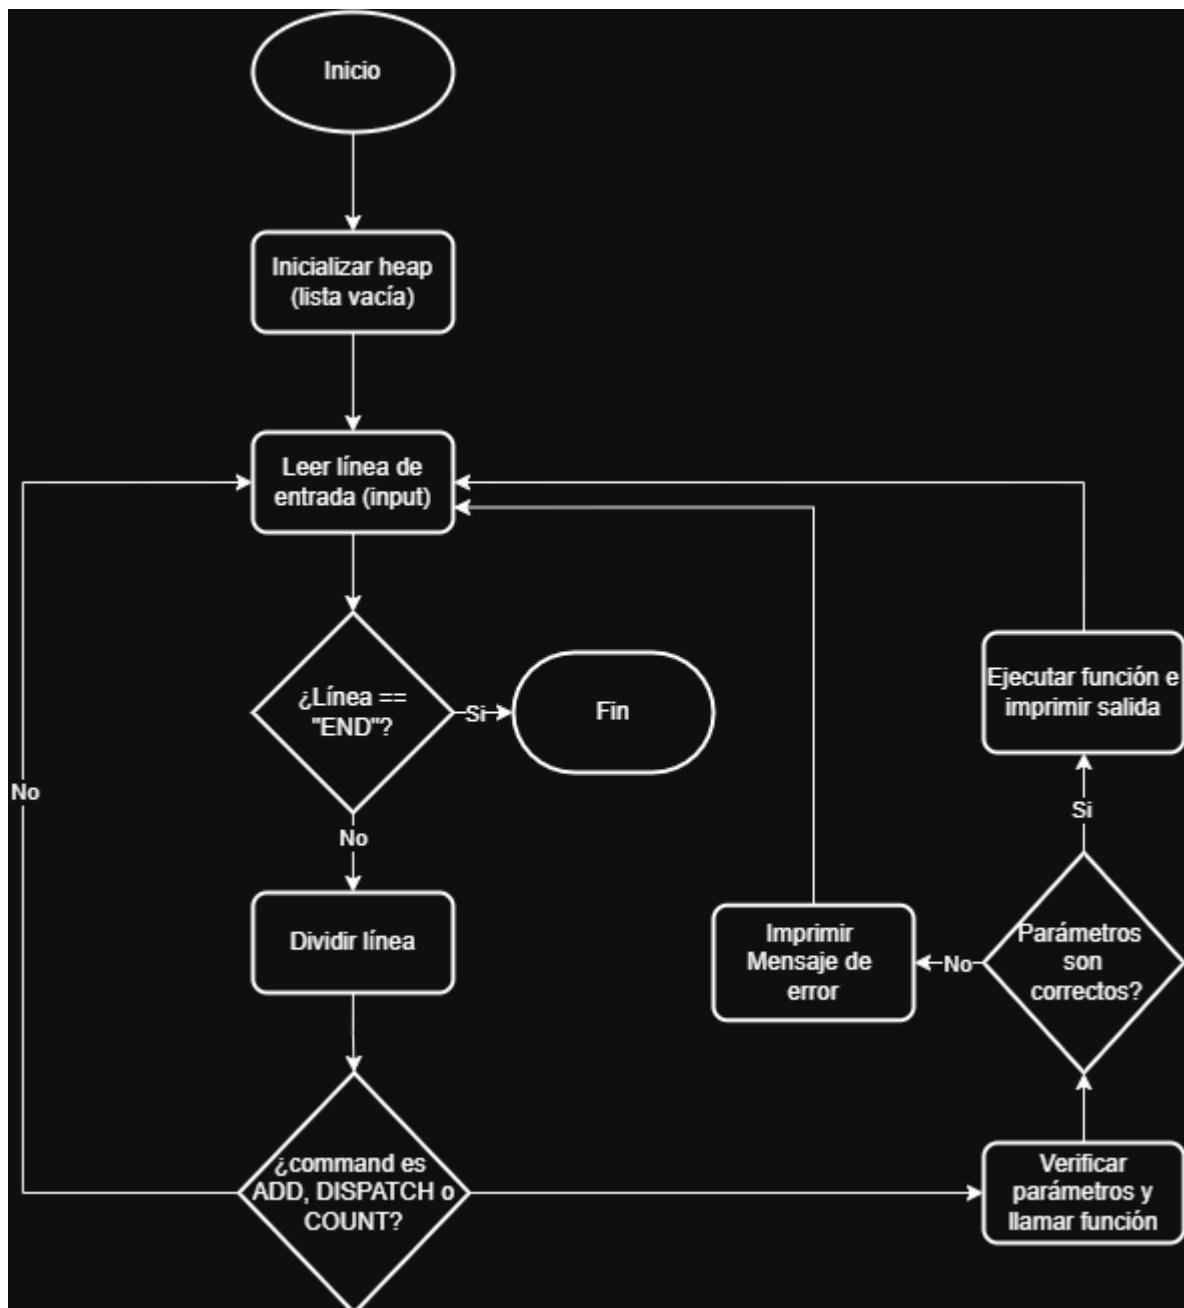 Inicio
Inicializar heap
(lista vacía)
Leer línea de
entrada (input)
¿Línea ==
"END"?
Si
Fin
No
No
Dividir línea
¿command es
ADD, DISPATCH o
COUNT?
Verificar
parámetros y
llamar función
Parámetros
son
correctos?
No
Imprimir
Mensaje de
error
Si
Ejecutar función e
imprimir salida